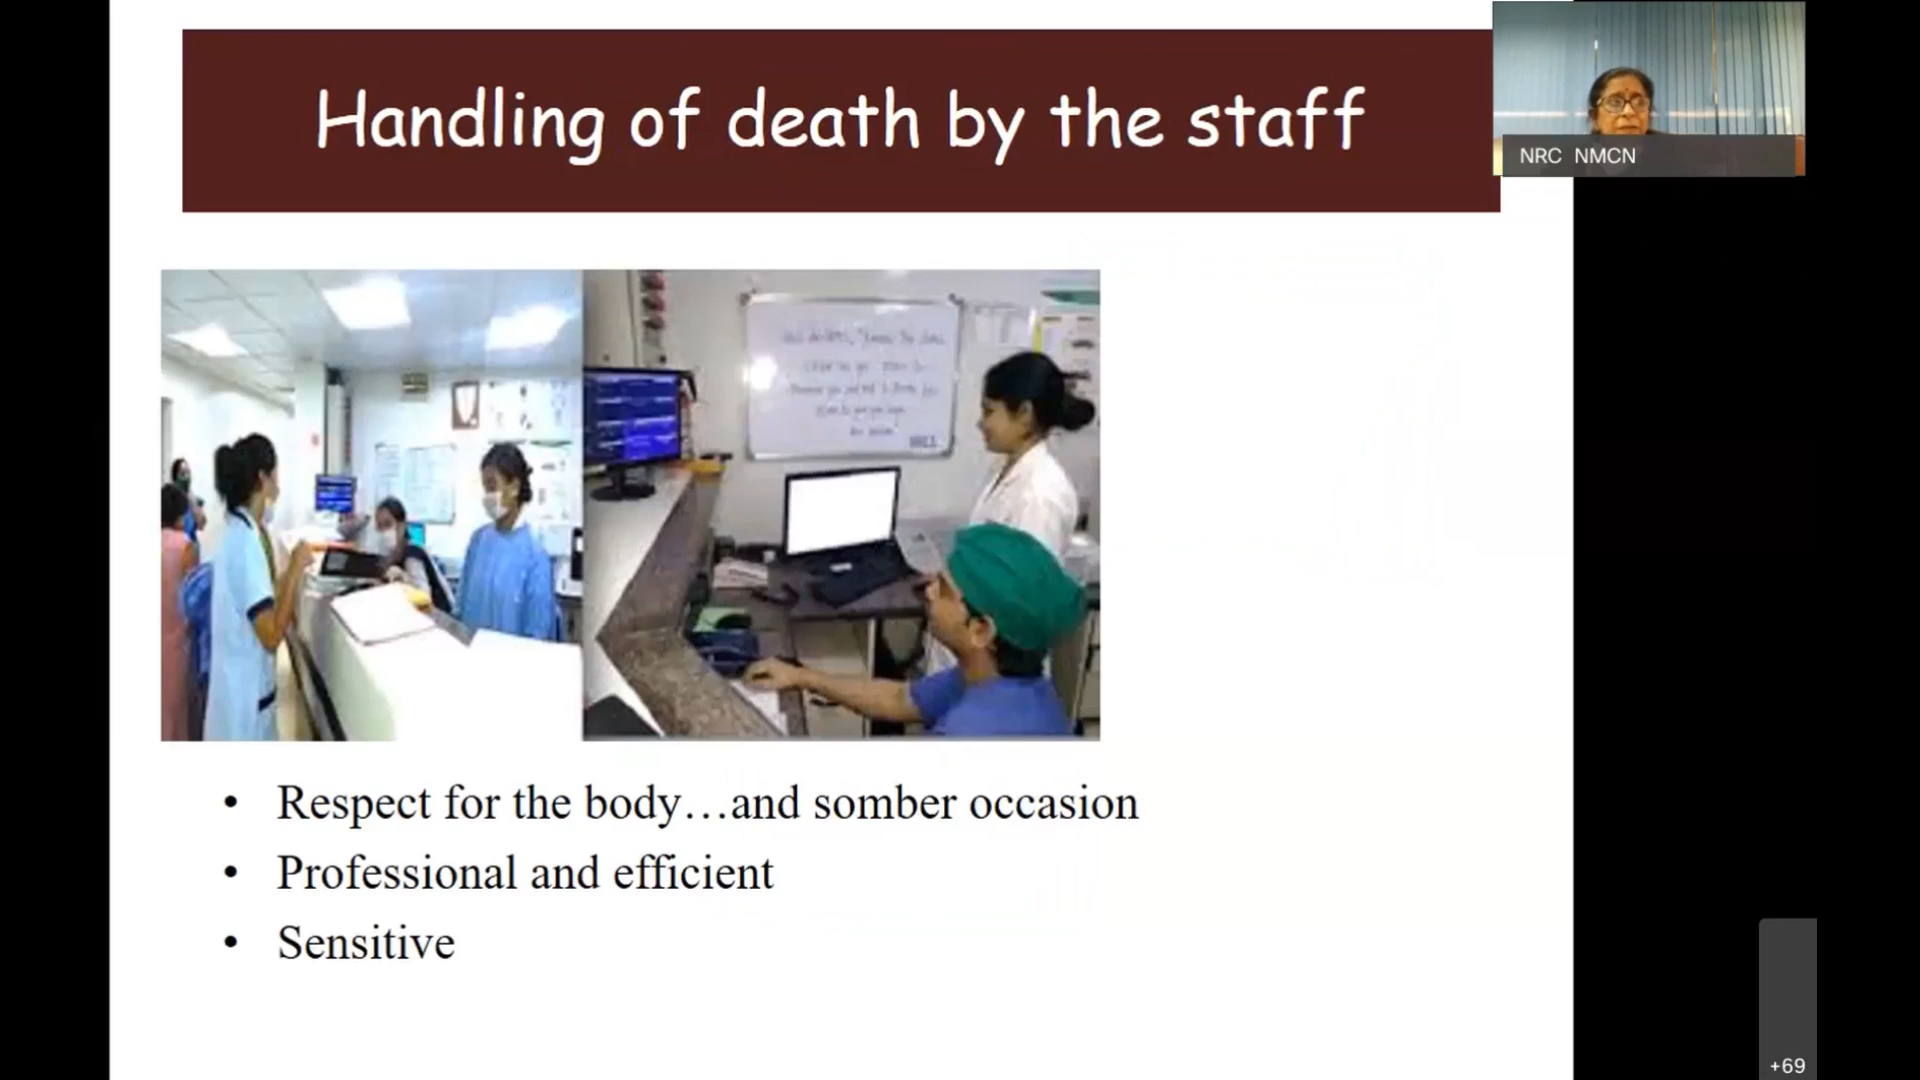 Handling of death by the staff
NRC NMCN
• Respect for the body…and somber occasion
• Professional and efficient
• Sensitive
+69